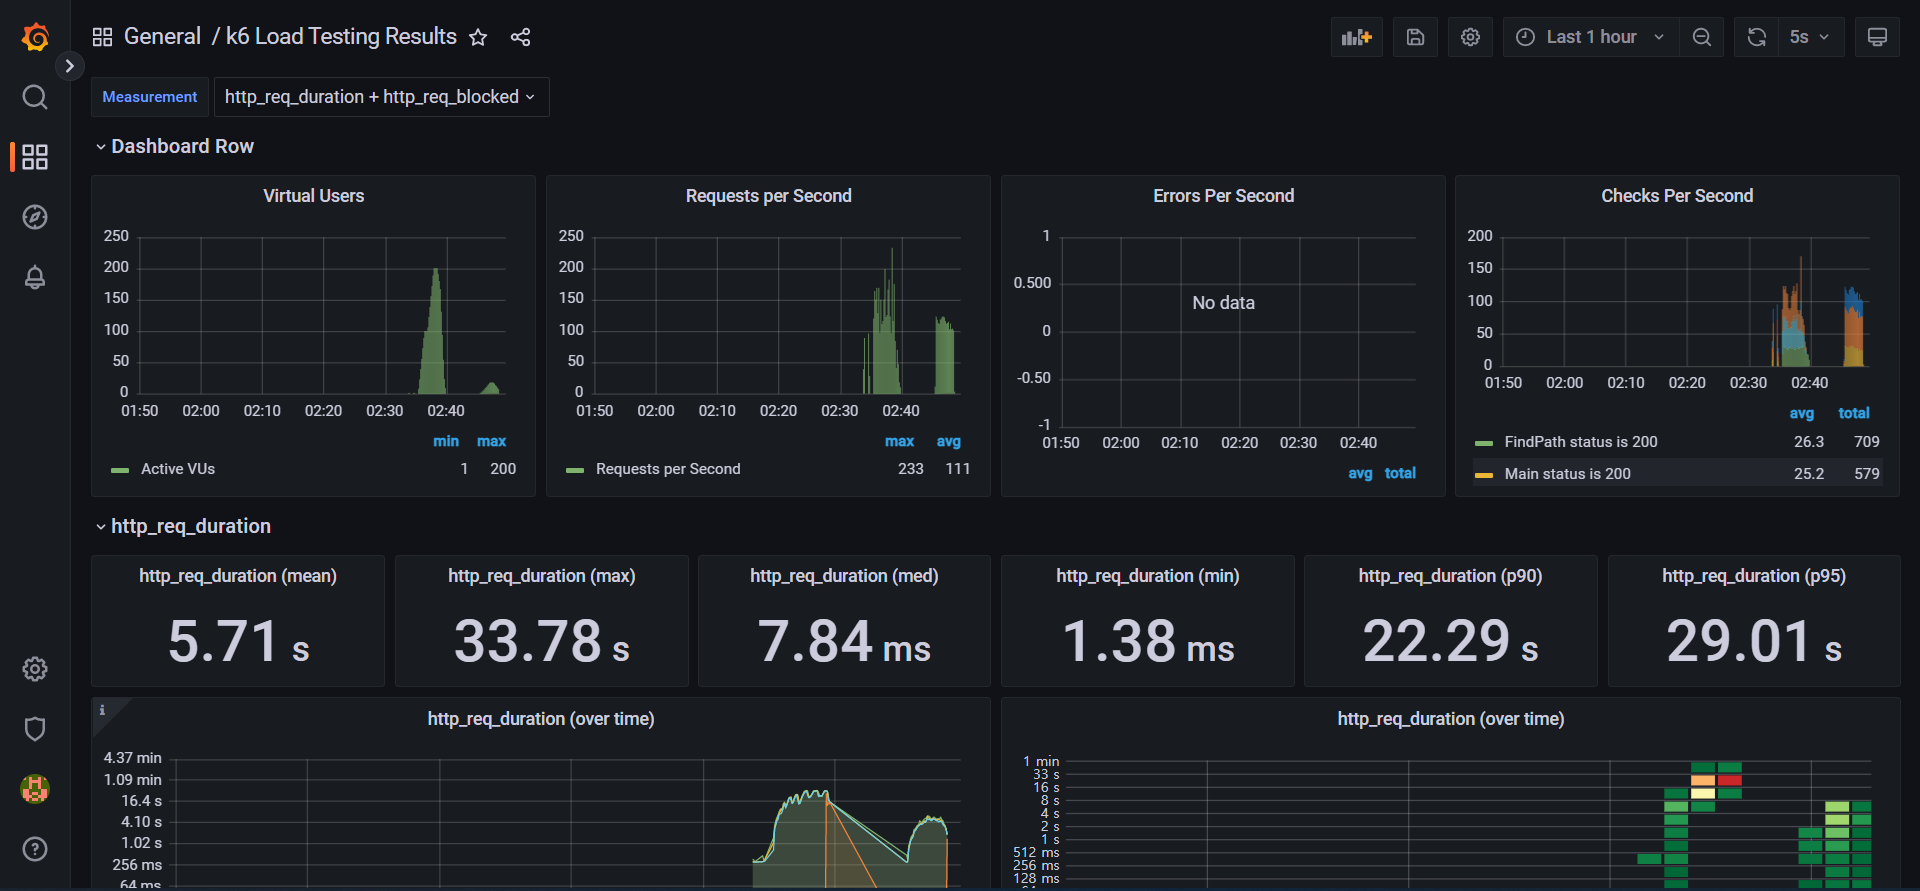 General / k6 Load Testing Results
Last 1 hour
5s
Measurement
http_req_duration + http_req_blocked
Dashboard Row
Virtual Users
250
200
150
100
50
0
01:50 02:00 02:10 02:20 02:30 02:40
min max
Active VUs 1 200
Requests per Second
250
200
150
100
50
0
01:50 02:00 02:10 02:20 02:30 02:40
max avg
Requests per Second 233 111
Errors Per Second
1
0.500
0
-0.50
-1
No data
01:50 02:00 02:10 02:20 02:30 02:40
avg total
Checks Per Second
200
150
100
50
0
01:50 02:00 02:10 02:20 02:30 02:40
avg total
FindPath status is 200 26.3 709
Main status is 200 25.2 579
http_req_duration
http_req_duration (mean)
5.71 s
http_req_duration (max)
33.78 s
http_req_duration (med)
7.84 ms
http_req_duration (min)
1.38 ms
http_req_duration (p90)
22.29 s
http_req_duration (p95)
29.01 s
i
http_req_duration (over time)
4.37 min
1.09 min
16.4 s
4.10 s
1.02 s
256 ms
64 ms
http_req_duration (over time)
1 min
33 s
16 s
8 s
4 s
2 s
1 s
512 ms
256 ms
128 ms